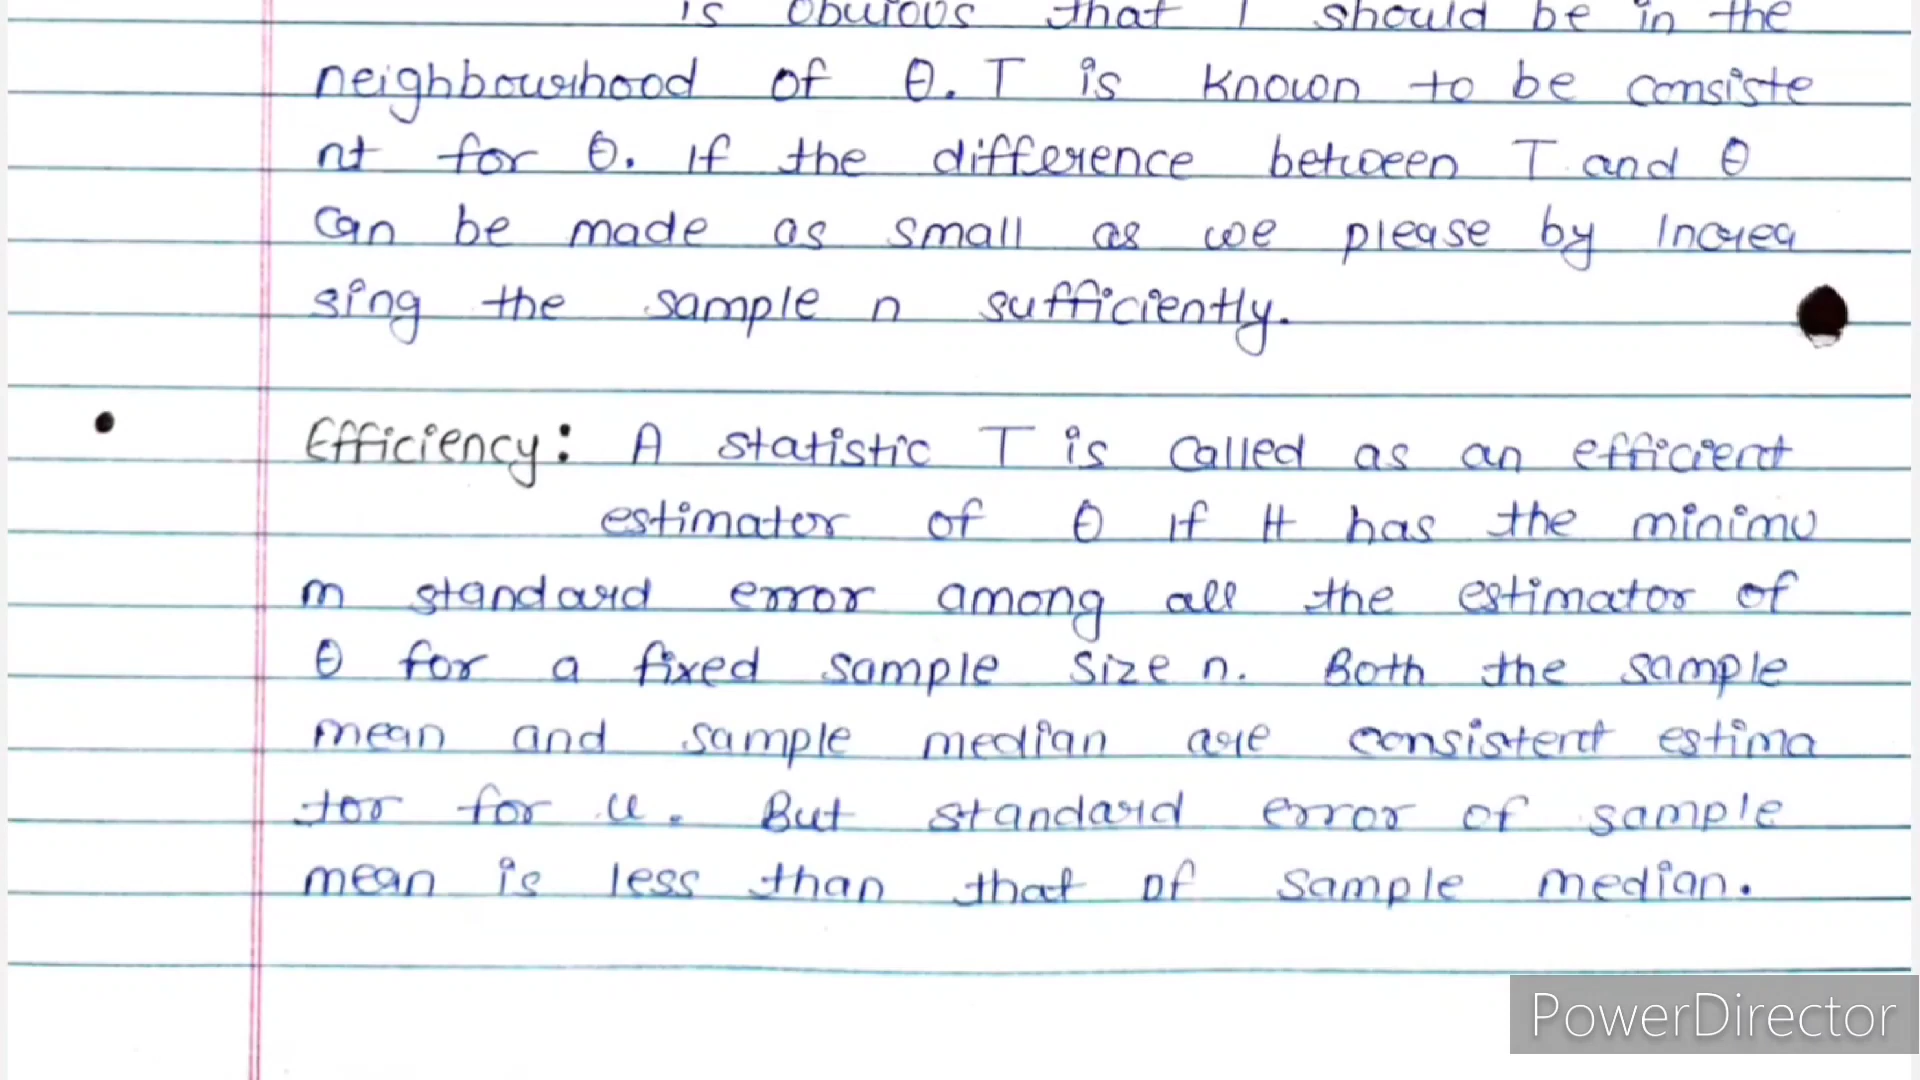 is obvious that T should be in the
neighbourhood of θ. T is known to be consiste
nt for θ. If the difference between T and θ
can be made as small as we please by Increa
sing the sample n sufficiently.
Efficiency: A statistic T is called as an efficient
estimator of θ if It has the minimu
m standard error among all the estimator of
θ for a fixed sample size n. Both the sample
mean and sample median are consistent estima
tor for u. But standard error of sample
mean is less than that of sample median.
PowerDirector